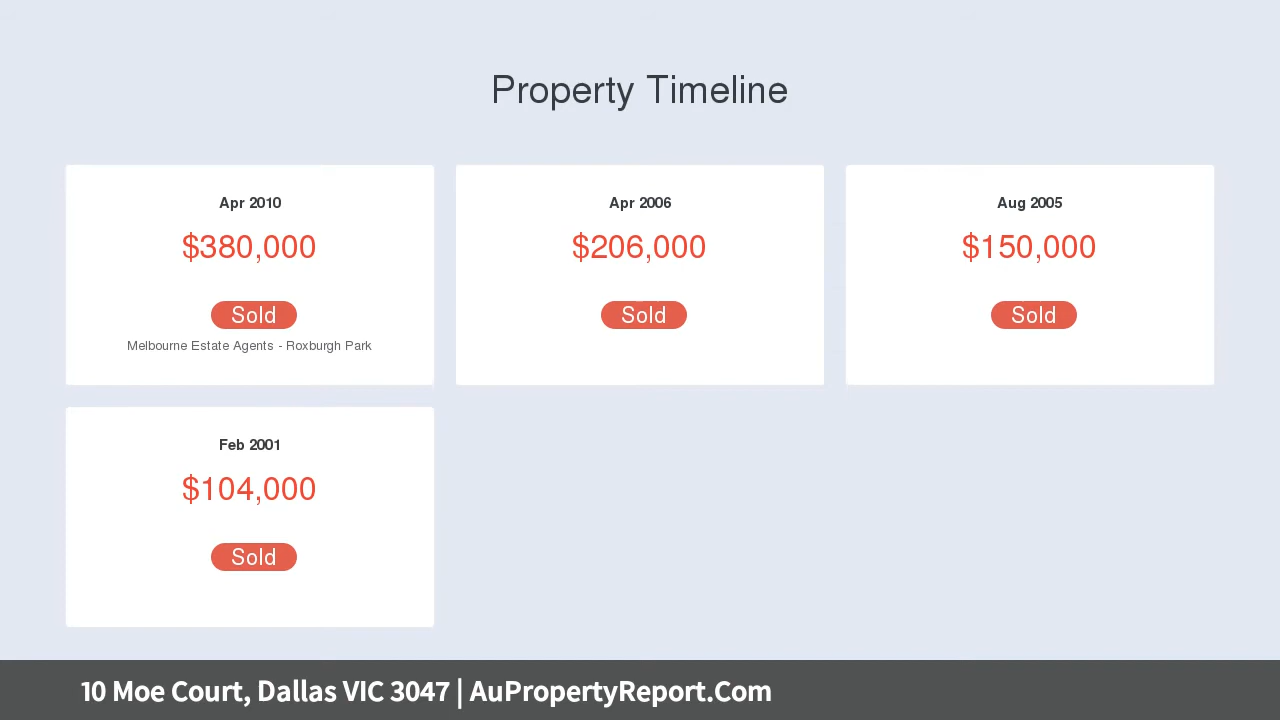 Property Timeline
Apr 2010
$380,000
Sold
Melbourne Estate Agents - Roxburgh Park
Apr 2006
$206,000
Sold
Aug 2005
$150,000
Sold
Feb 2001
$104,000
Sold
10 Moe Court, Dallas VIC 3047 | AuPropertyReport.Com